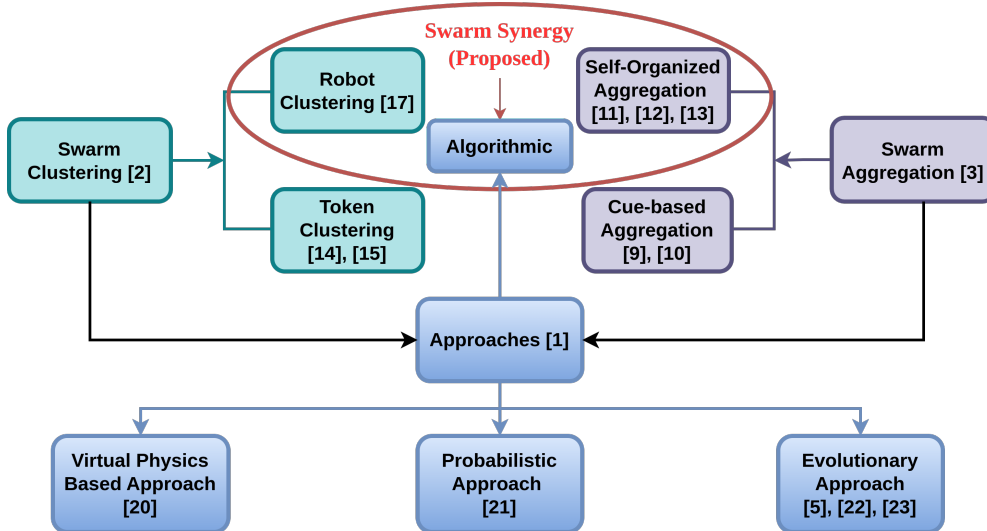 Swarm Synergy
(Proposed)
Robot
Clustering [17]
Self-Organized
Aggregation
[11], [12], [13]
Algorithmic
Swarm
Clustering [2]
Swarm
Aggregation [3]
Token
Clustering
[14], [15]
Cue-based
Aggregation
[9], [10]
Approaches [1]
Virtual Physics
Based Approach
[20]
Probabilistic
Approach
[21]
Evolutionary
Approach
[5], [22], [23]